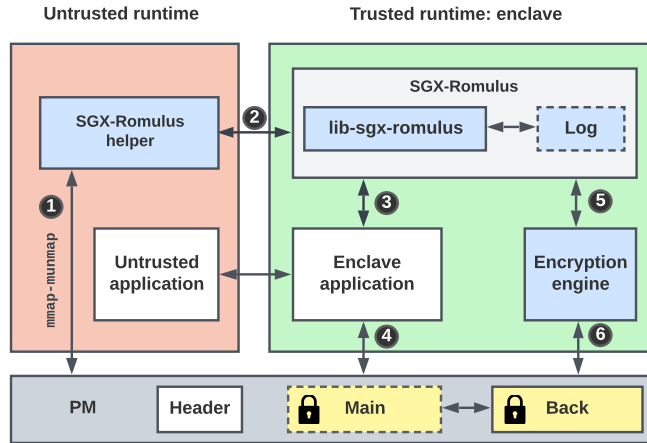 Untrusted runtime
Trusted runtime: enclave
SGX-Romulus
SGX-Romulus
helper
lib-sgx-romulus
Log
2
1
3
5
mmap-munmap
Untrusted
application
Enclave
application
Encryption
engine
4
6
PM
Header
Main
Back